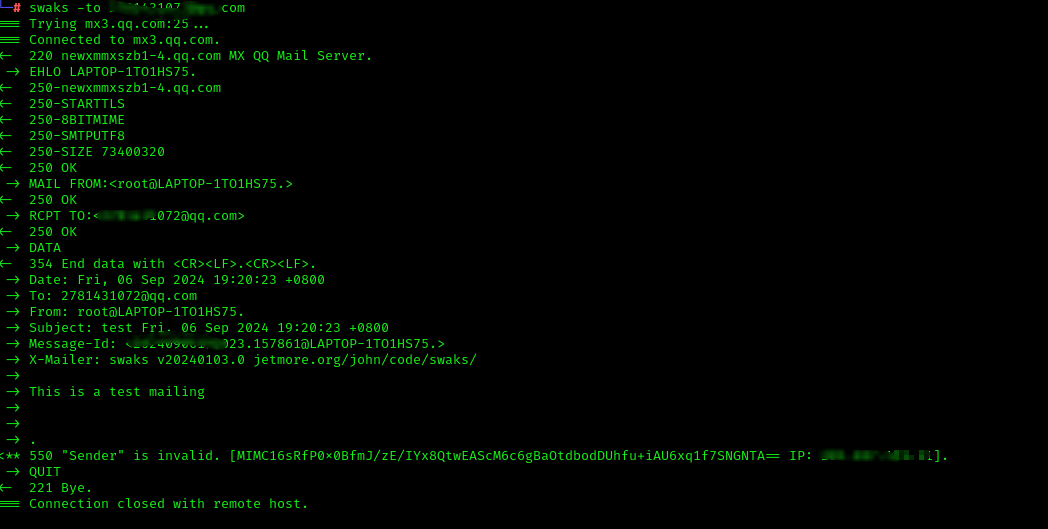 # swaks -to com
=== Trying mx3.qq.com:25...
=== Connected to mx3.qq.com.
<-  220 newxmmxszb1-4.qq.com MX QQ Mail Server.
 -> EHLO LAPTOP-1TO1HS75.
<-  250-newxmmxszb1-4.qq.com
<-  250-STARTTLS
<-  250-8BITMIME
<-  250-SMTPUTF8
<-  250-SIZE 73400320
<-  250 OK
 -> MAIL FROM:<root@LAPTOP-1TO1HS75.>
<-  250 OK
 -> RCPT TO:< 1072@qq.com>
<-  250 OK
 -> DATA
<-  354 End data with <CR><LF>.<CR><LF>.
 -> Date: Fri, 06 Sep 2024 19:20:23 +0800
 -> To: 2781431072@qq.com
 -> From: root@LAPTOP-1TO1HS75.
 -> Subject: test Fri, 06 Sep 2024 19:20:23 +0800
 -> Message-Id: < 023.157861@LAPTOP-1TO1HS75.>
 -> X-Mailer: swaks v20240103.0 jetmore.org/john/code/swaks/
 ->
 -> This is a test mailing
 ->
 ->
 -> .
<** 550 "Sender" is invalid. [MIMC16sRfP0×0BfmJ/zE/IYx8QtwEAScM6c6gBaOtdbodDUhfu+iAU6xq1f7SNGNTA== IP: ].
 -> QUIT
<-  221 Bye.
=== Connection closed with remote host.